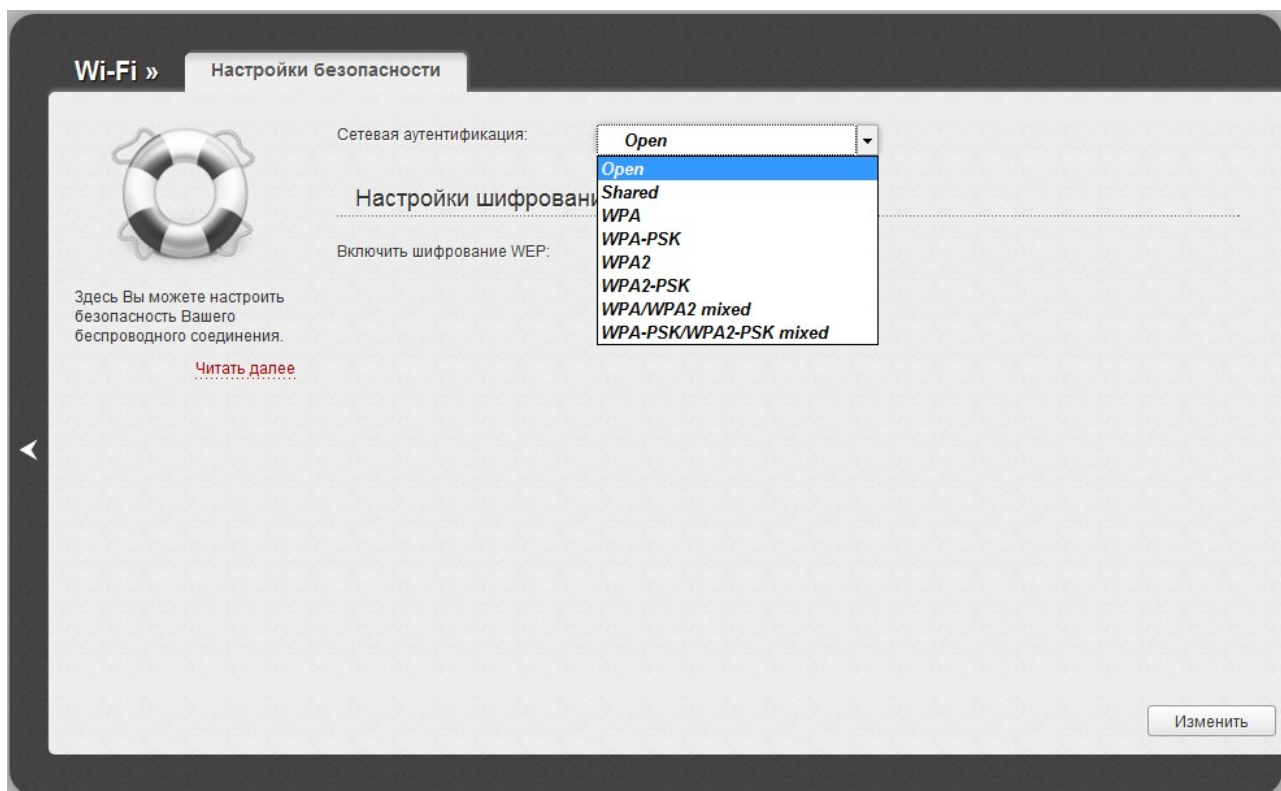 Wi-Fi »
Настройки безопасности
Сетевая аутентификация:
Open
Open
Shared
WPA
WPA-PSK
WPA2
WPA2-PSK
WPA/WPA2 mixed
WPA-PSK/WPA2-PSK mixed
Настройки шифровани
Включить шифрование WEP:
Здесь Вы можете настроить
безопасность Вашего
беспроводного соединения.
Читать далее
Изменить